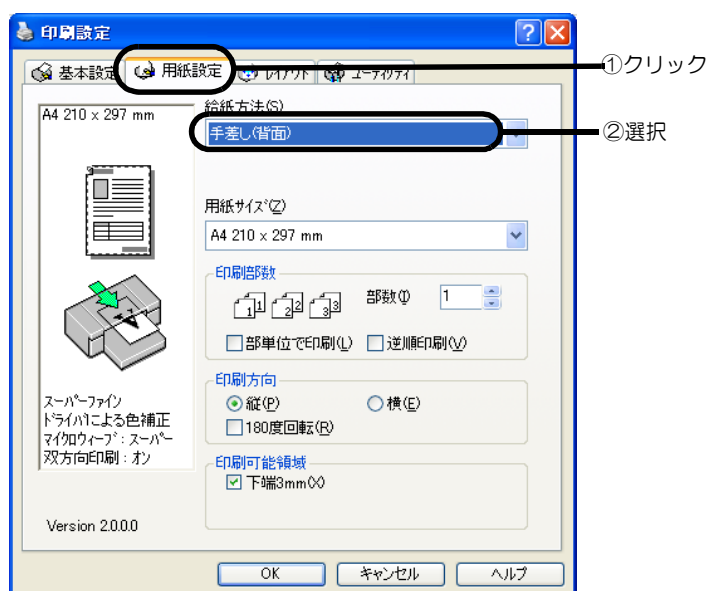 印刷設定
基本設定 用紙設定 レイアウト ユーティリティ
①クリック
A4 210 x 297 mm
給紙方法(S)
手差し(背面)
②選択
用紙サイズ(Z)
A4 210 x 297 mm
印刷部数
1 1 2 2 3 3
部数(I) 1
部単位で印刷(L) 逆順印刷(V)
印刷方向
縦(P) 横(E)
180度回転(R)
印刷可能領域
下端3mm(X)
スーパーファイン
ドライバによる色補正
マイクロウィーブ:スーパー
双方向印刷:オン
Version 2.0.0.0
OK キャンセル ヘルプ